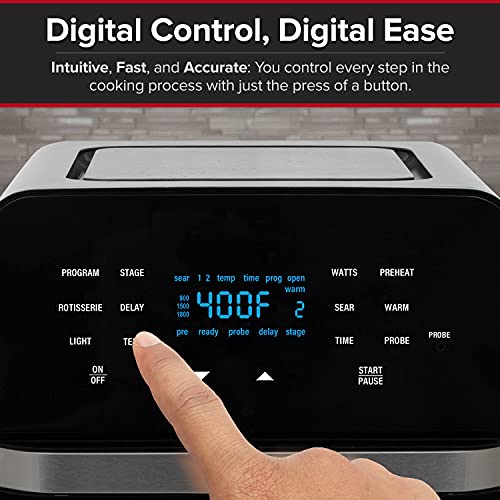 Digital Control, Digital Ease
Intuitive, Fast, and Accurate: You control every step in the
cooking process with just the press of a button.
PROGRAM STAGE
sear 1 2 temp time prog open
warm
WATTS PREHEAT
ROTISSERIE DELAY
900
1500
1800
400F 2
SEAR WARM
LIGHT
pre ready probe delay stage
TIME PROBE
PROBE
ON
OFF
START
PAUSE